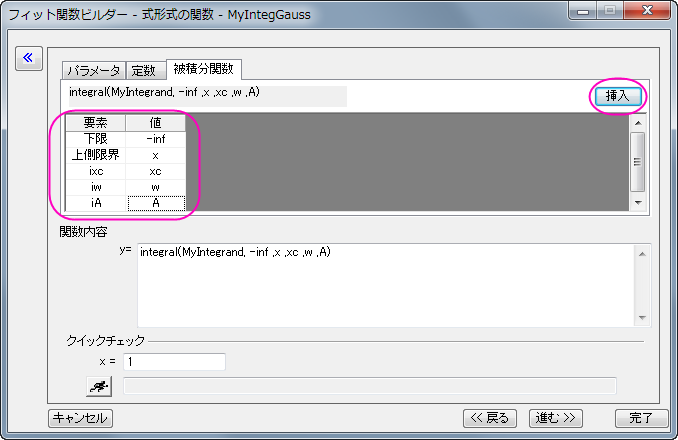 フィット関数ビルダー - 式形式の関数 - MyIntegGauss
パラメータ 定数 被積分関数
integral(MyIntegrand, -inf ,x ,xc ,w ,A)
挿入
要素 値
下限 -inf
上側限界 x
ixc xc
iw w
iA A
関数内容
y= integral(MyIntegrand, -inf ,x ,xc ,w ,A)
クイックチェック
x = 1
キャンセル << 戻る 進む >> 完了